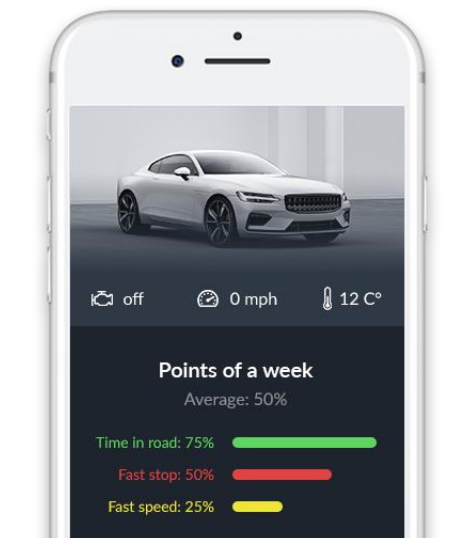 off 0 mph 12 C°
Points of a week
Average: 50%
Time in road: 75%
Fast stop: 50%
Fast speed: 25%